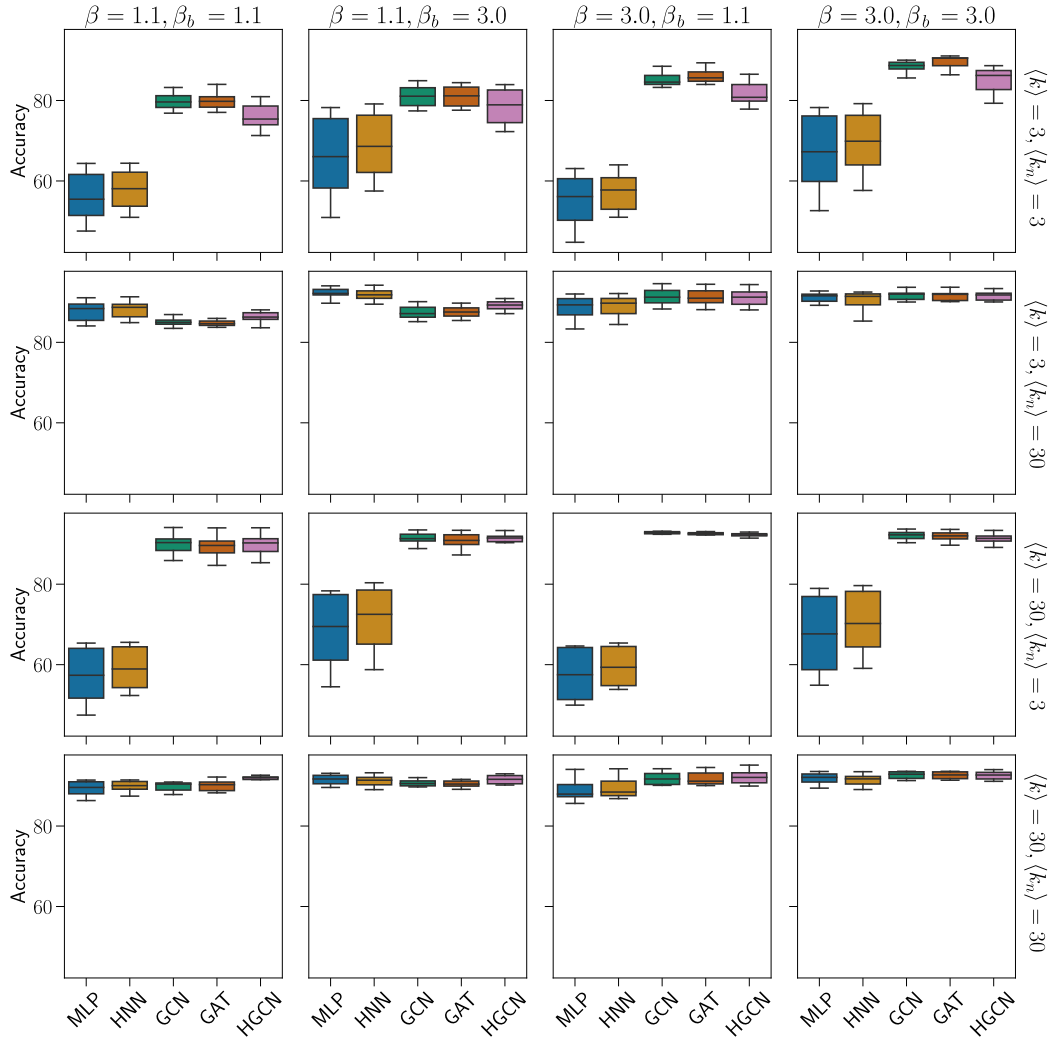 β = 1.1, β_b = 1.1
β = 1.1, β_b = 3.0
β = 3.0, β_b = 1.1
β = 3.0, β_b = 3.0
Accuracy
80
60
⟨k⟩ = 3, ⟨k_n⟩ = 3
Accuracy
80
60
⟨k⟩ = 3, ⟨k_n⟩ = 30
Accuracy
80
60
⟨k⟩ = 30, ⟨k_n⟩ = 3
Accuracy
80
60
⟨k⟩ = 30, ⟨k_n⟩ = 30
MLP HNN GCN GAT HGCN
MLP HNN GCN GAT HGCN
MLP HNN GCN GAT HGCN
MLP HNN GCN GAT HGCN